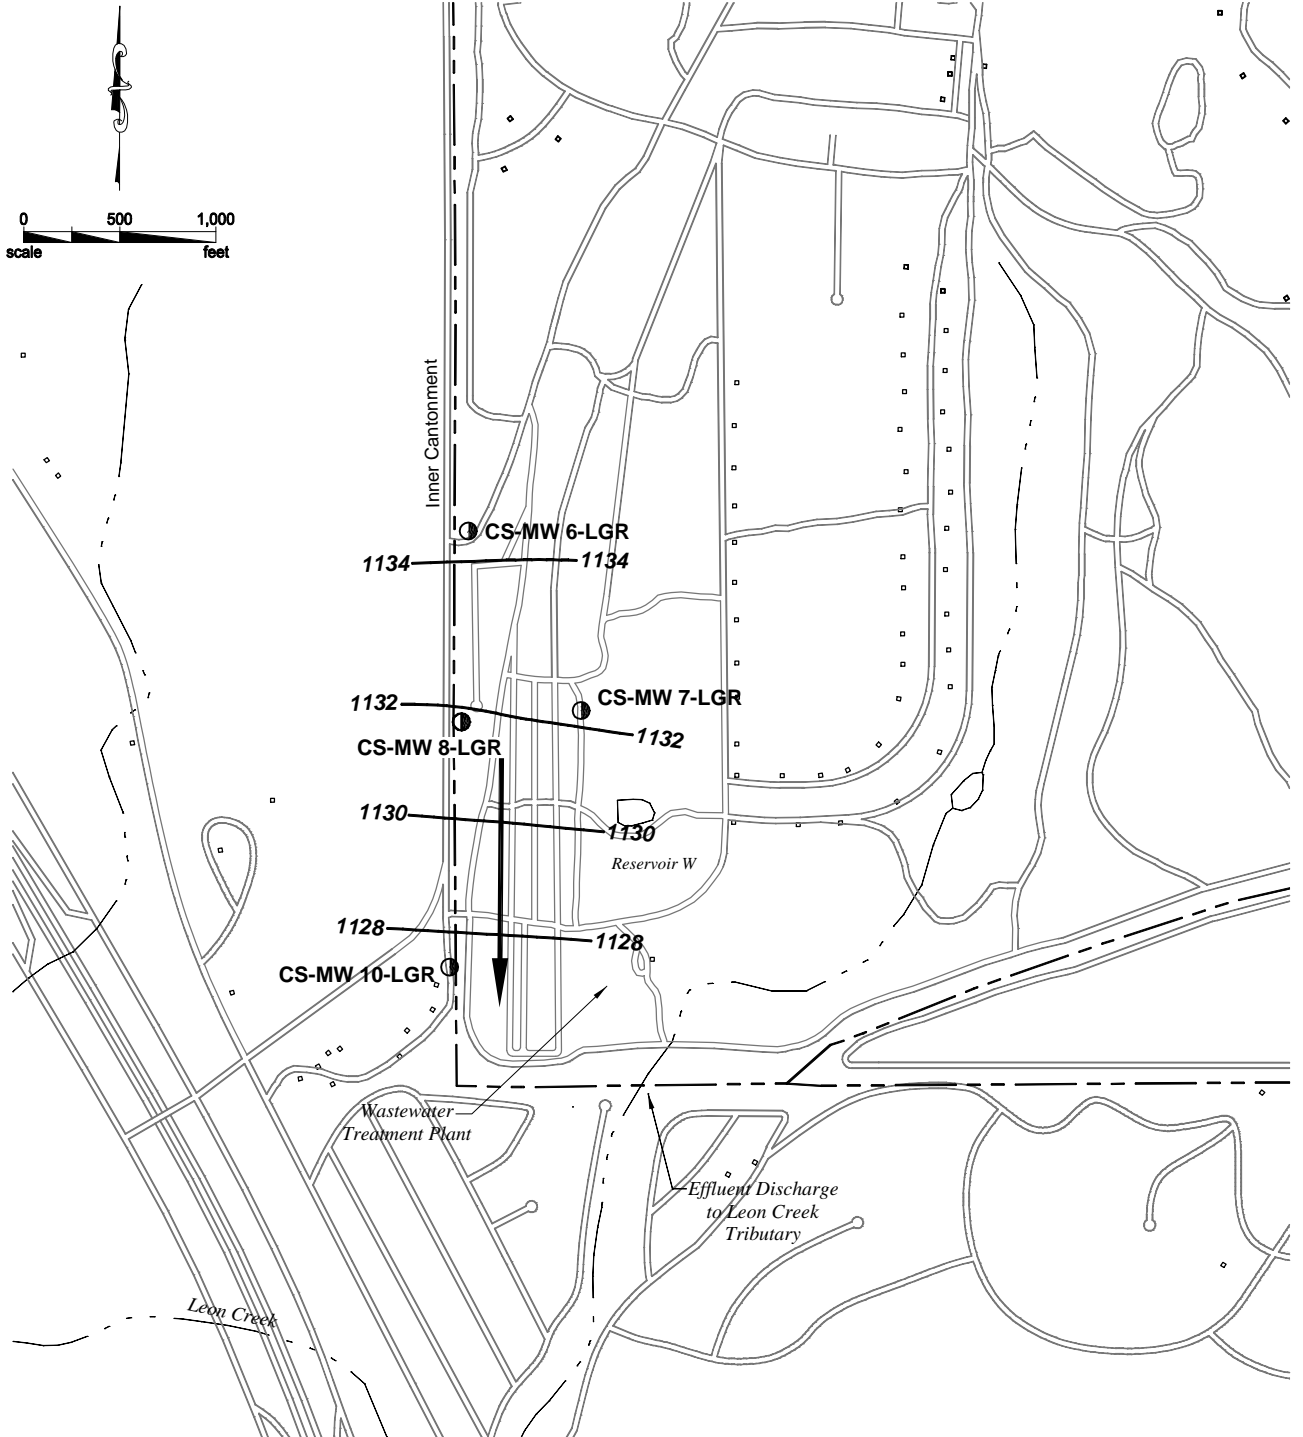 0 500 1,000
scale feet
Inner Cantonment
CS-MW 6-LGR
1134 1134
CS-MW 7-LGR
1132 1132
CS-MW 8-LGR
1130 1130
Reservoir W
1128 1128
CS-MW 10-LGR
Wastewater
Treatment Plant
Effluent Discharge
to Leon Creek
Tributary
Leon Creek